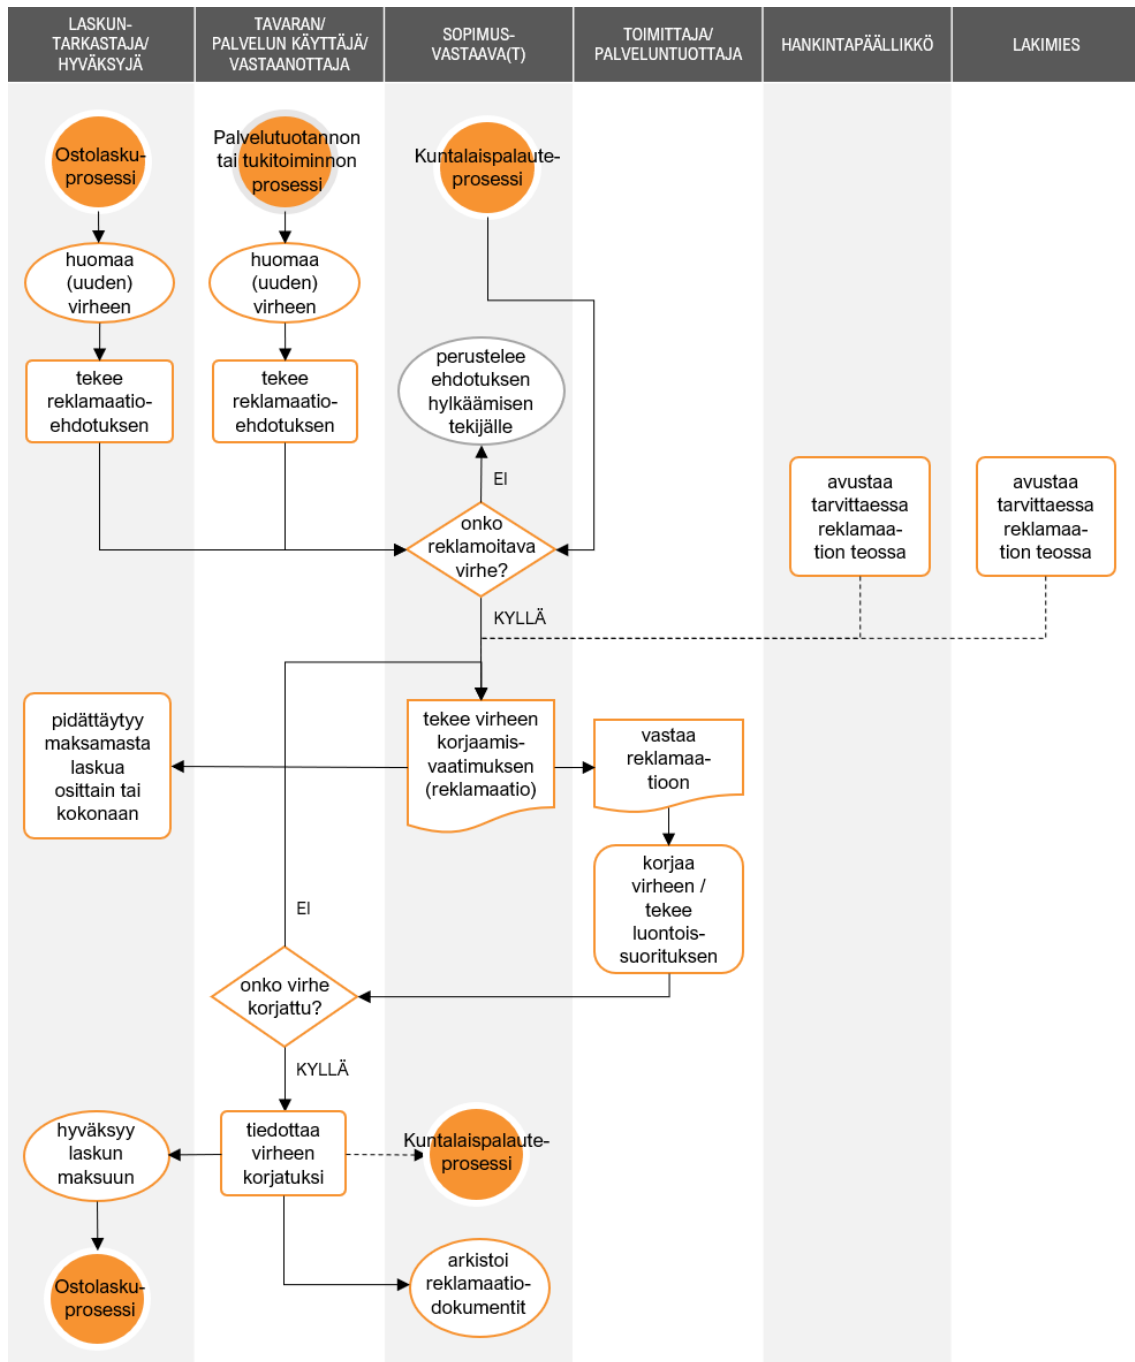 LASKUN-
TARKASTAJA/
HYVÄKSYJÄ
TAVARAN/
PALVELUN KÄYTTÄJÄ/
VASTAANOTTAJA
SOPIMUS-
VASTAAVA(T)
TOIMITTAJA/
PALVELUNTUOTTAJA
HANKINTAPÄÄLLIKKÖ
LAKIMIES
Ostolasku-
prosessi
Palvelutuotannon
tai tukitoiminnon
prosessi
Kuntalaispalaute-
prosessi
huomaa
(uuden)
virheen
huomaa
(uuden)
virheen
tekee
reklamaatio-
ehdotuksen
tekee
reklamaatio-
ehdotuksen
perustelee
ehdotuksen
hylkäämisen
tekijälle
EI
onko
reklamoitava
virhe?
KYLLÄ
avustaa
tarvittaessa
reklamaa-
tion teossa
avustaa
tarvittaessa
reklamaa-
tion teossa
pidättäytyy
maksamasta
laskua
osittain tai
kokonaan
tekee virheen
korjaamis-
vaatimuksen
(reklamaatio)
vastaa
reklamaa-
tioon
korjaa
virheen /
tekee
luontois-
suorituksen
EI
onko virhe
korjattu?
KYLLÄ
hyväksyy
laskun
maksuun
tiedottaa
virheen
korjatuksi
Kuntalaispalaute-
prosessi
Ostolasku-
prosessi
arkistoi
reklamaatio-
dokumentit